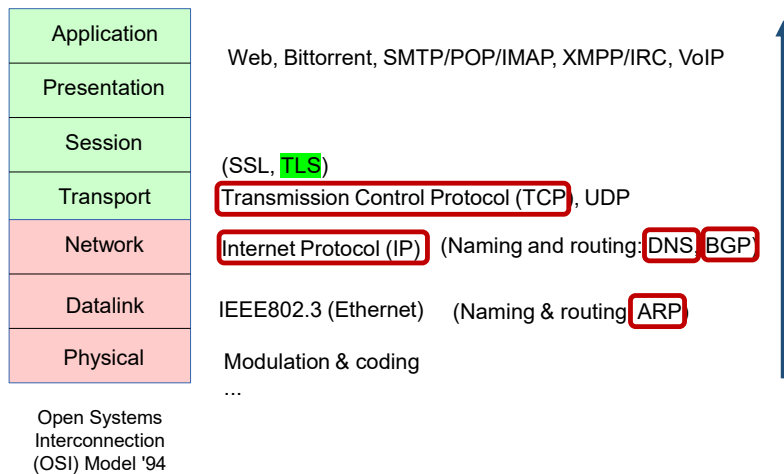 Application
Web, Bittorrent, SMTP/POP/IMAP, XMPP/IRC, VoIP
Presentation
Session
(SSL, TLS)
Transport
Transmission Control Protocol (TCP), UDP
Network
Internet Protocol (IP) (Naming and routing: DNS, BGP)
Datalink
IEEE802.3 (Ethernet) (Naming & routing ARP)
Physical
Modulation & coding
...
Open Systems
Interconnection
(OSI) Model '94